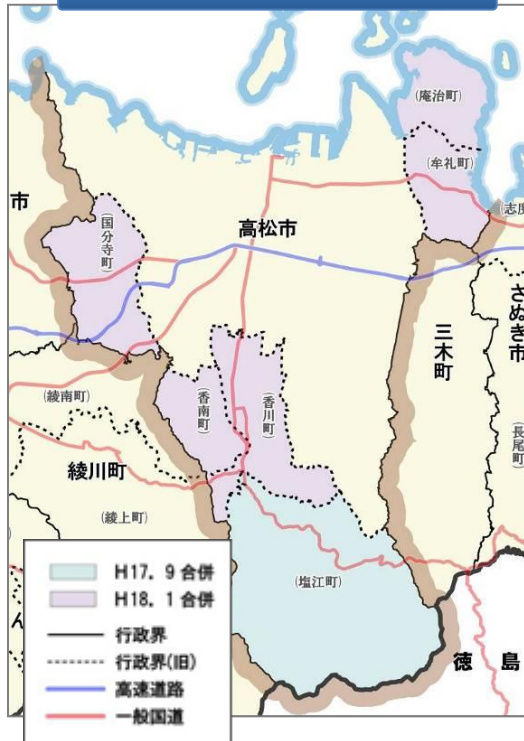 (庵治町)
(牟礼町)
(志度
市
(国分寺町)
高松市
さぬき市
三木町
(綾南町)
(香南町)
(香川町)
(長尾町)
綾川町
(綾上町)
(塩江町)
ん
徳島
H17.9合併
H18.1合併
行政界
行政界(旧)
高速道路
一般国道